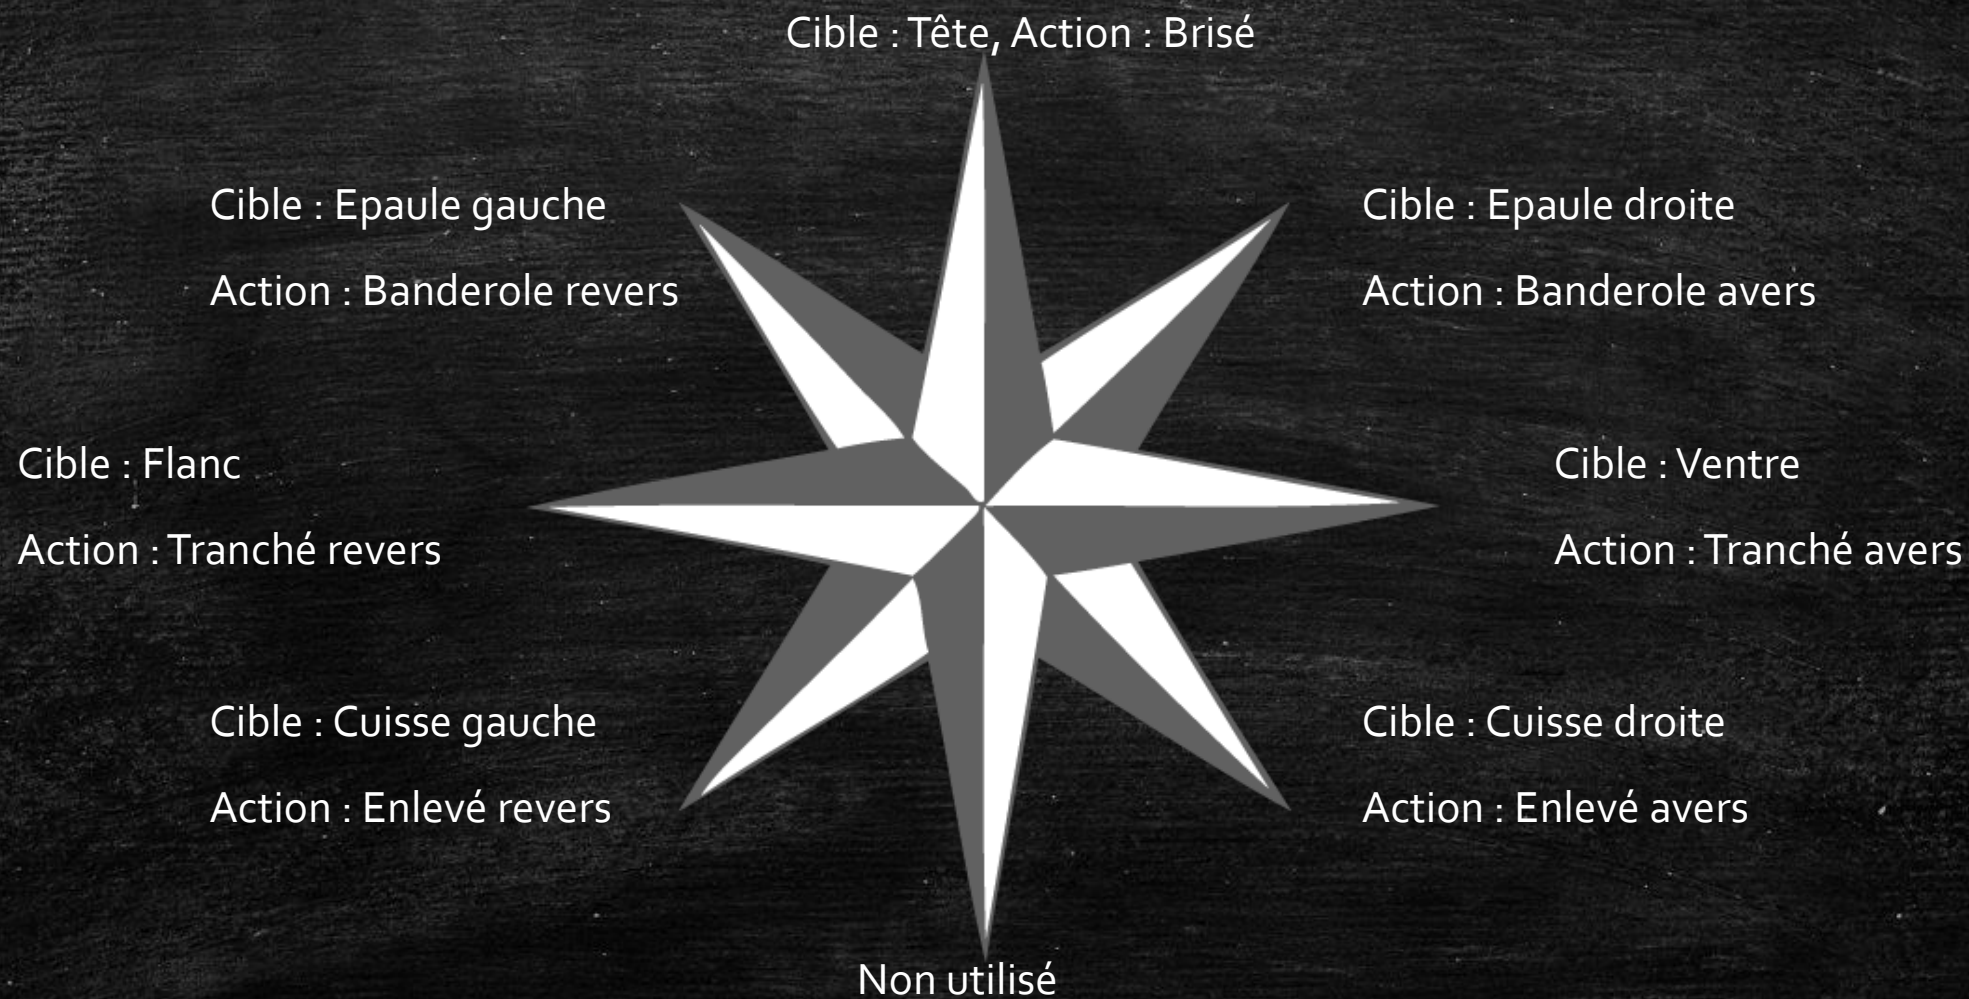 Cible : Tête, Action : Brisé
Cible : Epaule gauche
Action : Banderole revers
Cible : Epaule droite
Action : Banderole avers
Cible : Flanc
Action : Tranché revers
Cible : Ventre
Action : Tranché avers
Cible : Cuisse gauche
Action : Enlevé revers
Cible : Cuisse droite
Action : Enlevé avers
Non utilisé